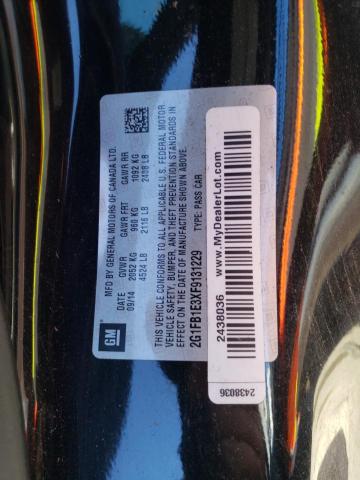 MFD BY GENERAL MOTORS OF CANADA LTD.
DATE GVWR GAWR FRT GAWR RR
09/14 2052 KG 960 KG 1092 KG
4524 LB 2116 LB 2408 LB
THIS VEHICLE CONFORMS TO ALL APPLICABLE U.S. FEDERAL MOTOR
VEHICLE SAFETY, BUMPER, AND THEFT PREVENTION STANDARDS IN
EFFECT ON THE DATE OF MANUFACTURE SHOWN ABOVE.
2G1FB1E3XF9131229 TYPE: PASS CAR
GM
2438036
www.MyDealerLot.com
2438036